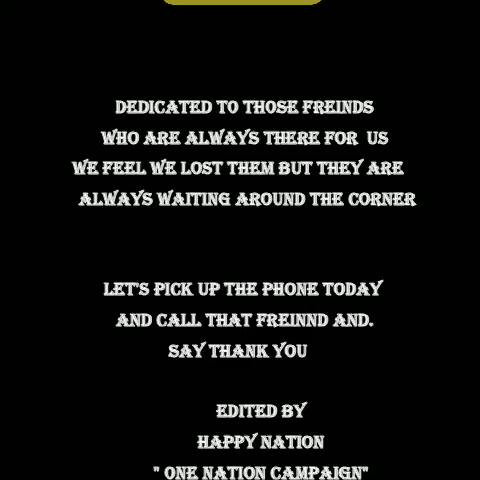 DEDICATED TO THOSE FREINDS
WHO ARE ALWAYS THERE FOR US
WE FEEL WE LOST THEM BUT THEY ARE
ALWAYS WAITING AROUND THE CORNER
LET'S PICK UP THE PHONE TODAY
AND CALL THAT FREINND AND.
SAY THANK YOU
EDITED BY
HAPPY NATION
" ONE NATION CAMPAIGN"